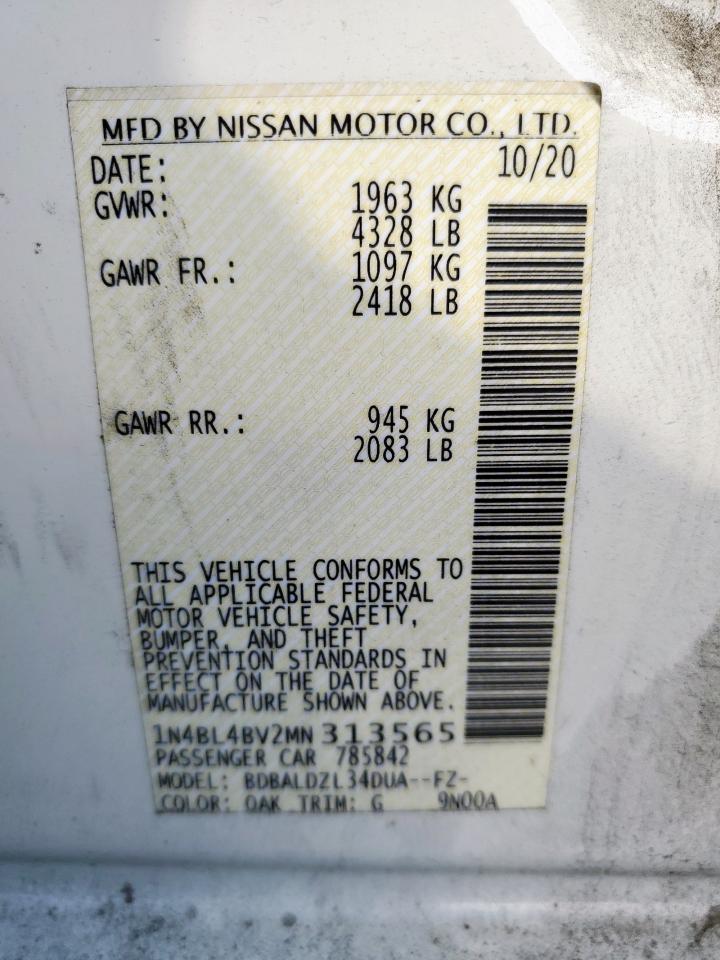 MFD BY NISSAN MOTOR CO., LTD.
DATE: 10/20
GVWR: 1963 KG
4328 LB
GAWR FR.: 1097 KG
2418 LB
GAWR RR.: 945 KG
2083 LB
THIS VEHICLE CONFORMS TO
ALL APPLICABLE FEDERAL
MOTOR VEHICLE SAFETY,
BUMPER, AND THEFT
PREVENTION STANDARDS IN
EFFECT ON THE DATE OF
MANUFACTURE SHOWN ABOVE.
1N4BL4BV2MN313565
PASSENGER CAR 785842
MODEL: BDBALDZL34DUA--FZ-
COLOR: QAK TRIM: G 9N00A